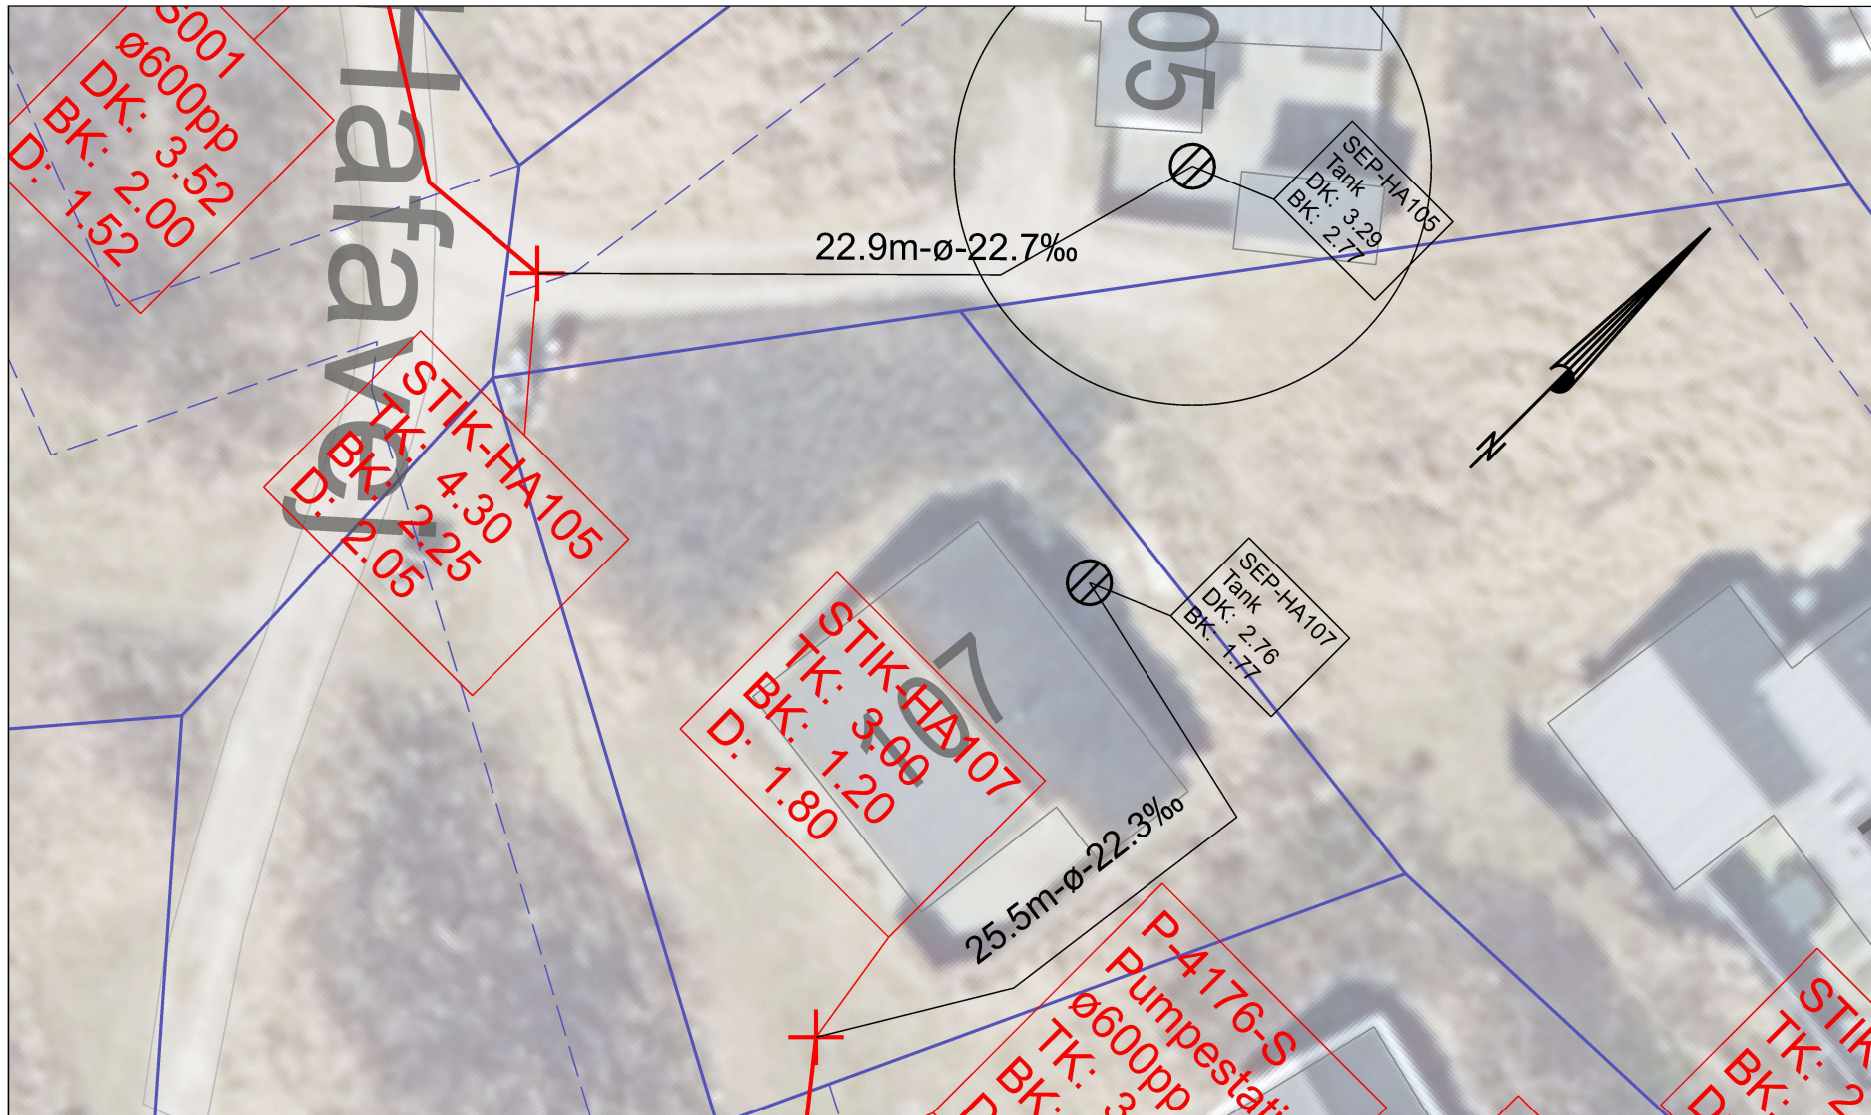 S001
ø600pp
DK: 3.52
BK: 2.00
D: 1.52
Hafavej
05
SEP-HA105
Tank
DK: 3.29
BK: 2.77
22.9m-ø-22.7‰
N
STIK-HA105
TK: 4.30
BK: 2.25
D: 2.05
SEP-HA107
Tank
DK: 2.76
BK: 1.77
107
STIK-HA107
TK: 3.00
BK: 1.20
D: 1.80
25.5m-ø-22.3‰
P-4176-S
Pumpestati
ø600pp
TK: 3
BK:
D
STIK
TK: 2
BK:
D